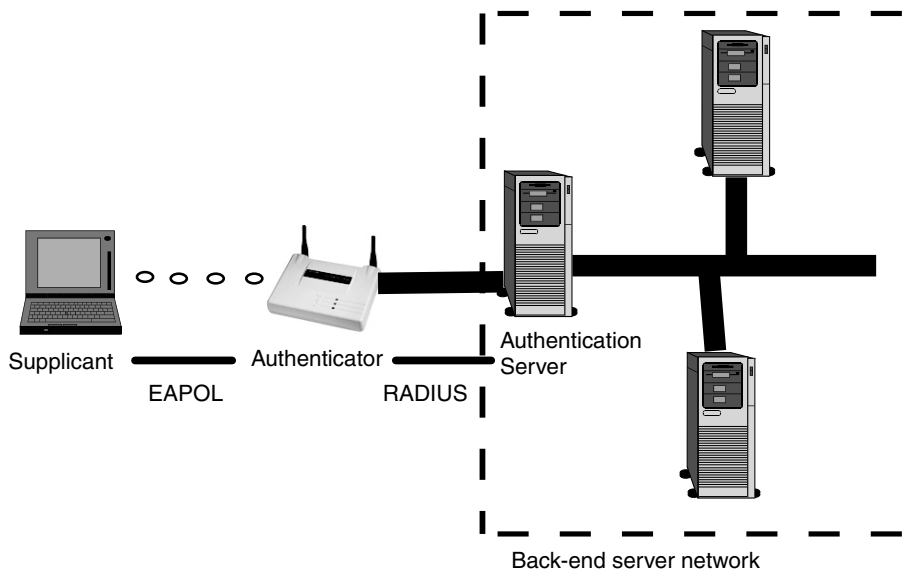 Supplicant
Authenticator
Authentication
Server
EAPOL
RADIUS
Back-end server network